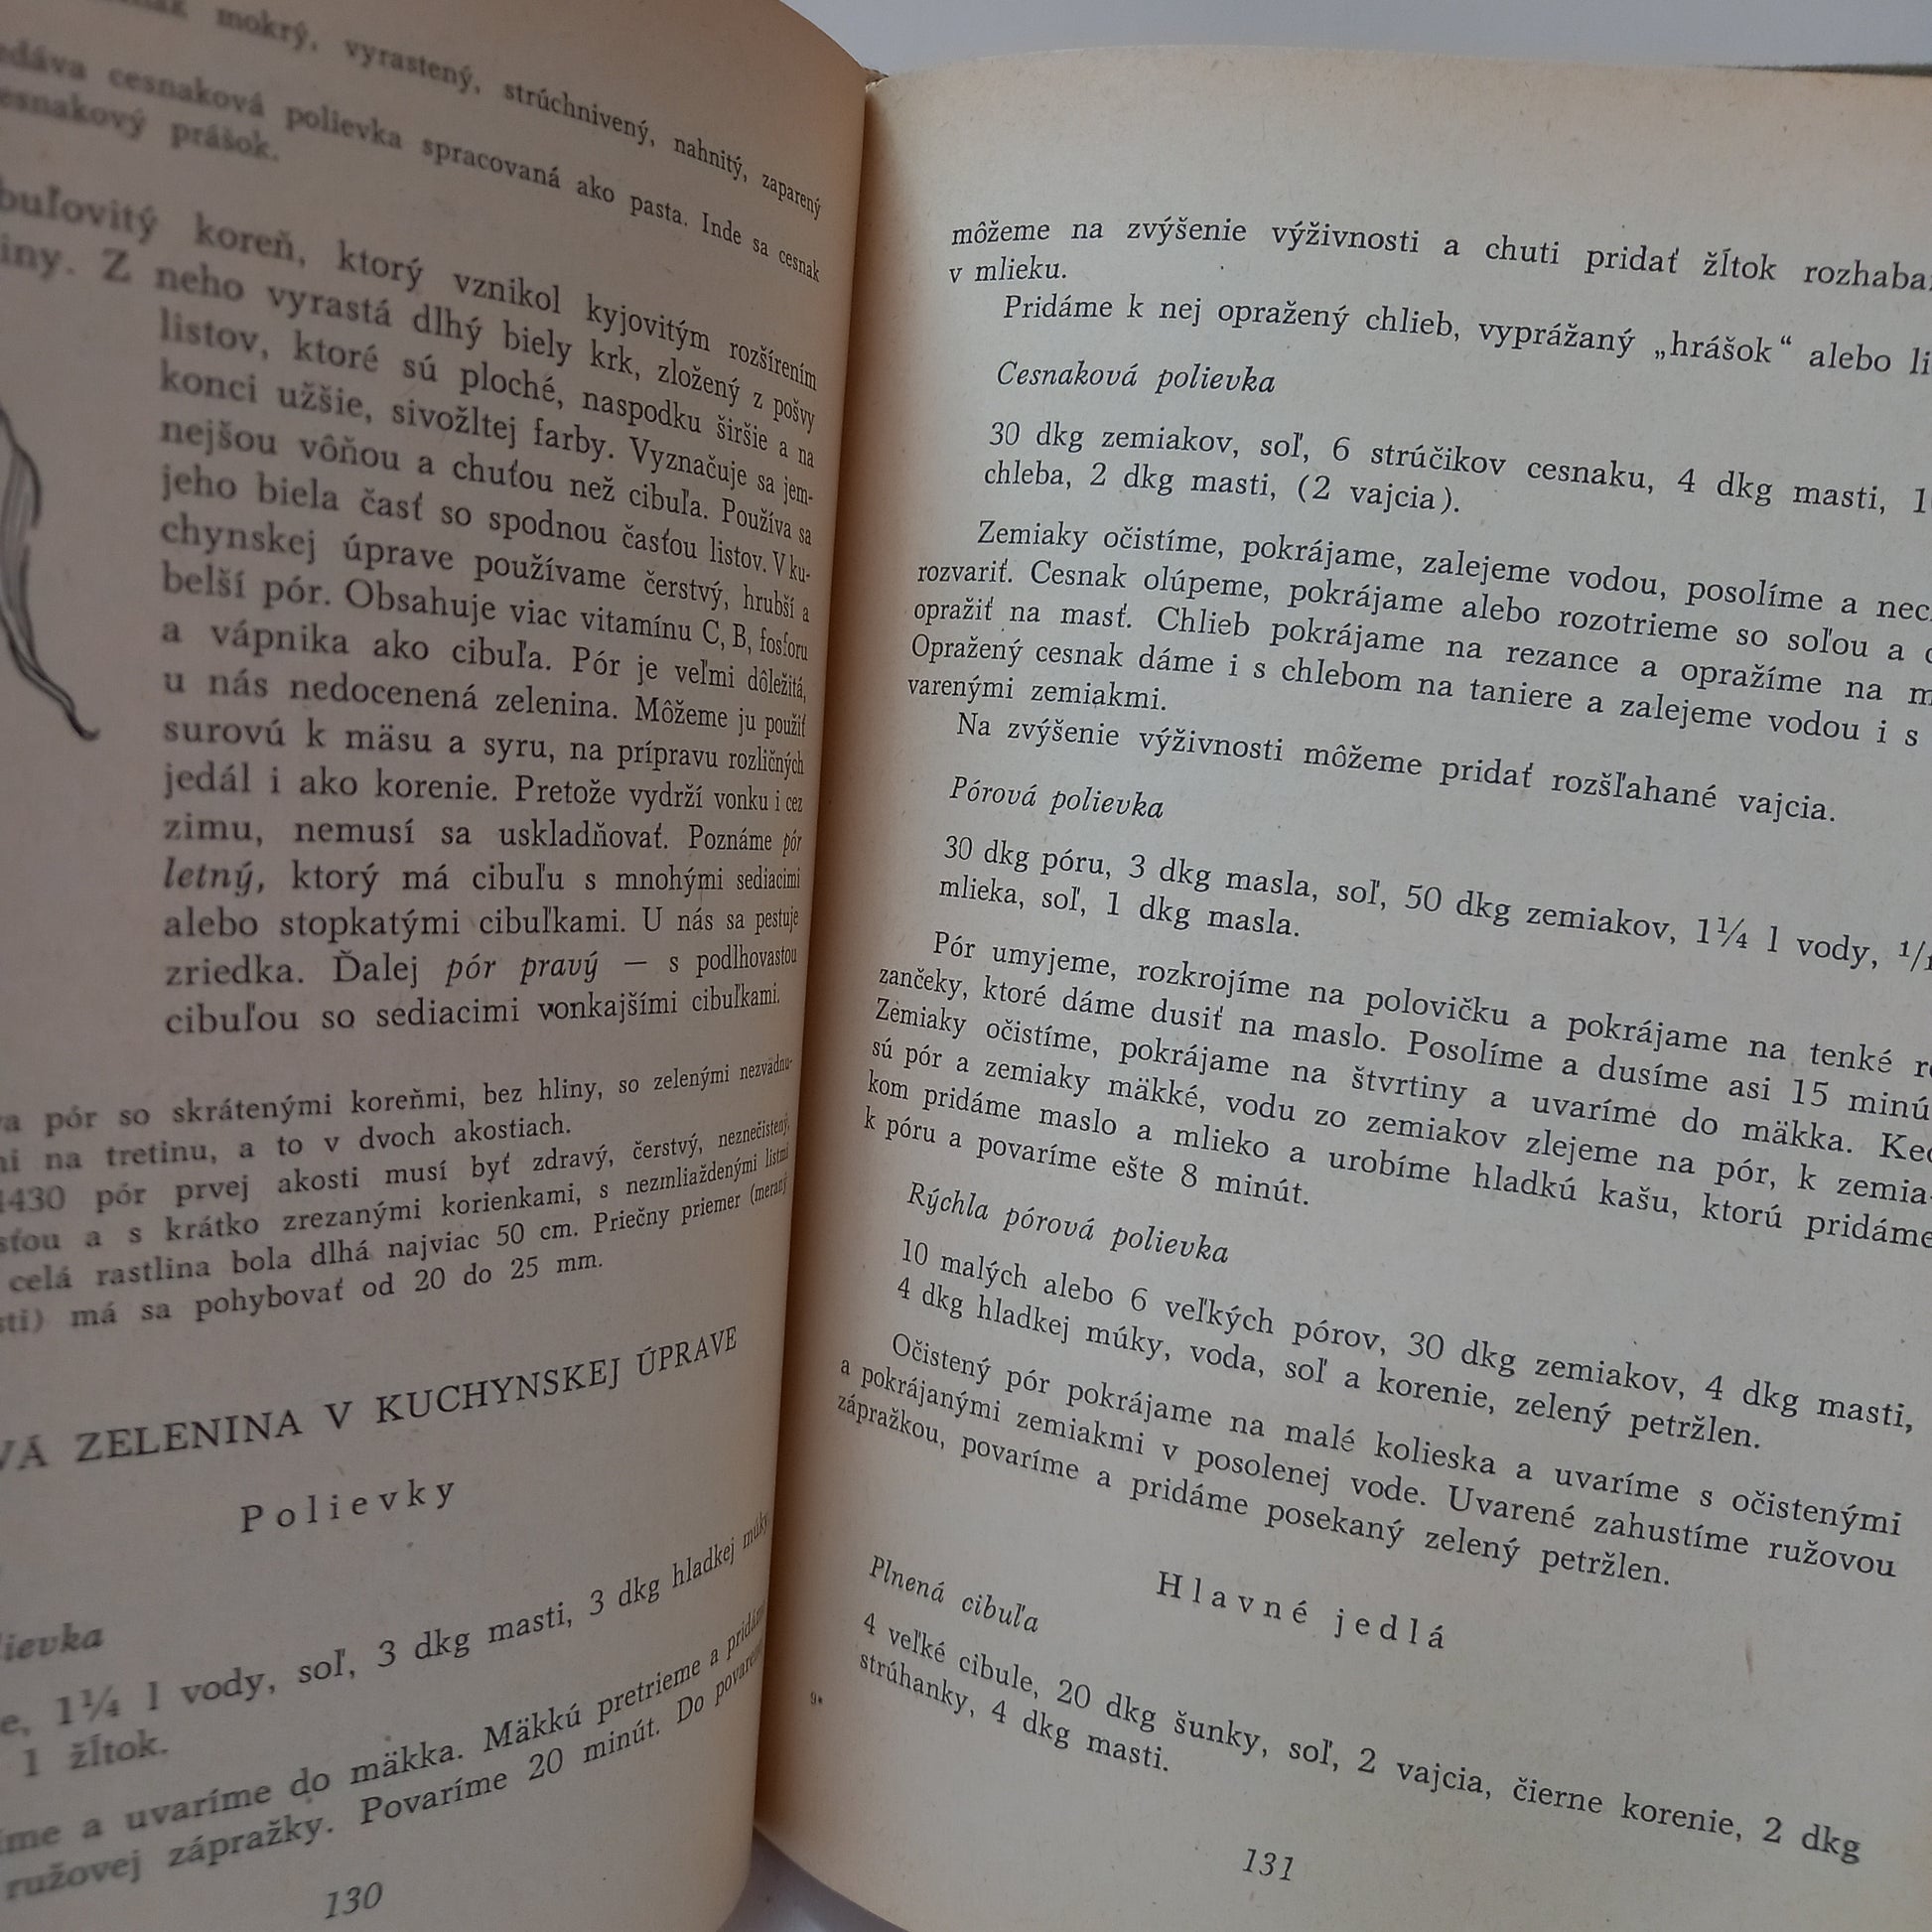 mokrý, vyrastený, strúchnivený, nahnitý, zaparený
cesnaková polievka spracovaná ako pasta. Inde sa cesnak
prášok.
koreň, ktorý vznikol kyjovitým rozšírením
Z neho vyrastá dlhý biely krk, zložený z pošvy
listov, ktoré sú ploché, naspodku širšie a na
konci užšie, sivožltej farby. Vyznačuje sa jem-
nejšou vôňou a chuťou než cibuľa. Používa sa
jeho biela časť so spodnou časťou listov. V ku-
chynskej úprave používame čerstvý, hrubší a
belší pór. Obsahuje viac vitamínu C, B, fosforu
a vápnika ako cibuľa. Pór je veľmi dôležitá,
u nás nedocenená zelenina. Môžeme ju použiť
surovú k mäsu a syru, na prípravu rozličných
jedál i ako korenie. Pretože vydrží vonku i cez
zimu, nemusí sa uskladňovať. Poznáme pór
letný, ktorý má cibuľu s mnohými sediacimi
alebo stopkatými cibuľkami. U nás sa pestuje
zriedka. Ďalej pór pravý — s podlhovastou
cibuľou so sediacimi vonkajšími cibuľkami.
pór so skrátenými koreňmi, bez hliny, so zelenými nezvädnu-
na tretinu, a to v dvoch akostiach.
pór prvej akosti musí byť zdravý, čerstvý, neznečistený,
a s krátko zrezanými korienkami, s nezmliaždenými listmi
celá rastlina bola dlhá najviac 50 cm. Priečny priemer (meraný
má sa pohybovať od 20 do 25 mm.
ZELENINA V KUCHYNSKEJ ÚPRAVE
Polievky
1¼ l vody, soľ, 3 dkg masti, 3 dkg hladkej múky,
1 žĺtok.
a uvaríme do mäkka. Mäkkú pretrieme a pridáme
ružovej zápražky. Povaríme 20 minút. Do povarenej
130
môžeme na zvýšenie výživnosti a chuti pridať žĺtok
v mlieku.
Pridáme k nej opražený chlieb, vyprážaný „hrášok“ alebo
Cesnaková polievka
30 dkg zemiakov, soľ, 6 strúčikov cesnaku, 4 dkg masti,
chleba, 2 dkg masti, (2 vajcia).
Zemiaky očistíme, pokrájame, zalejeme vodou, posolíme a
rozvariť. Cesnak olúpeme, pokrájame alebo rozotrieme so soľou a
opražiť na masť. Chlieb pokrájame na rezance a opražíme na
Opražený cesnak dáme i s chlebom na taniere a zalejeme vodou i s
varenými zemiakmi.
Na zvýšenie výživnosti môžeme pridať rozšľahané vajcia.
Pórová polievka
30 dkg póru, 3 dkg masla, soľ, 50 dkg zemiakov, 1¼ l vody,
mlieka, soľ, 1 dkg masla.
Pór umyjeme, rozkrojíme na polovičku a pokrájame na tenké
zančeky, ktoré dáme dusiť na maslo. Posolíme a dusíme asi 15
Zemiaky očistíme, pokrájame na štvrtiny a uvaríme do mäkka.
sú pór a zemiaky mäkké, vodu zo zemiakov zlejeme na pór, k zemia-
kom pridáme maslo a mlieko a urobíme hladkú kašu, ktorú pridáme
k póru a povaríme ešte 8 minút.
Rýchla pórová polievka
10 malých alebo 6 veľkých pórov, 30 dkg zemiakov, 4 dkg masti,
4 dkg hladkej múky, voda, soľ a korenie, zelený petržlen.
Očistený pór pokrájame na malé kolieska a uvaríme s očistenými
a pokrájanými zemiakmi v posolenej vode. Uvarené zahustíme ružovou
zápražkou, povaríme a pridáme posekaný zelený petržlen.
Hlavné jedlá
Plnená cibuľa
4 veľké cibule, 20 dkg šunky, soľ, 2 vajcia, čierne korenie, 2 dkg
strúhanky, 4 dkg masti.
9*
131